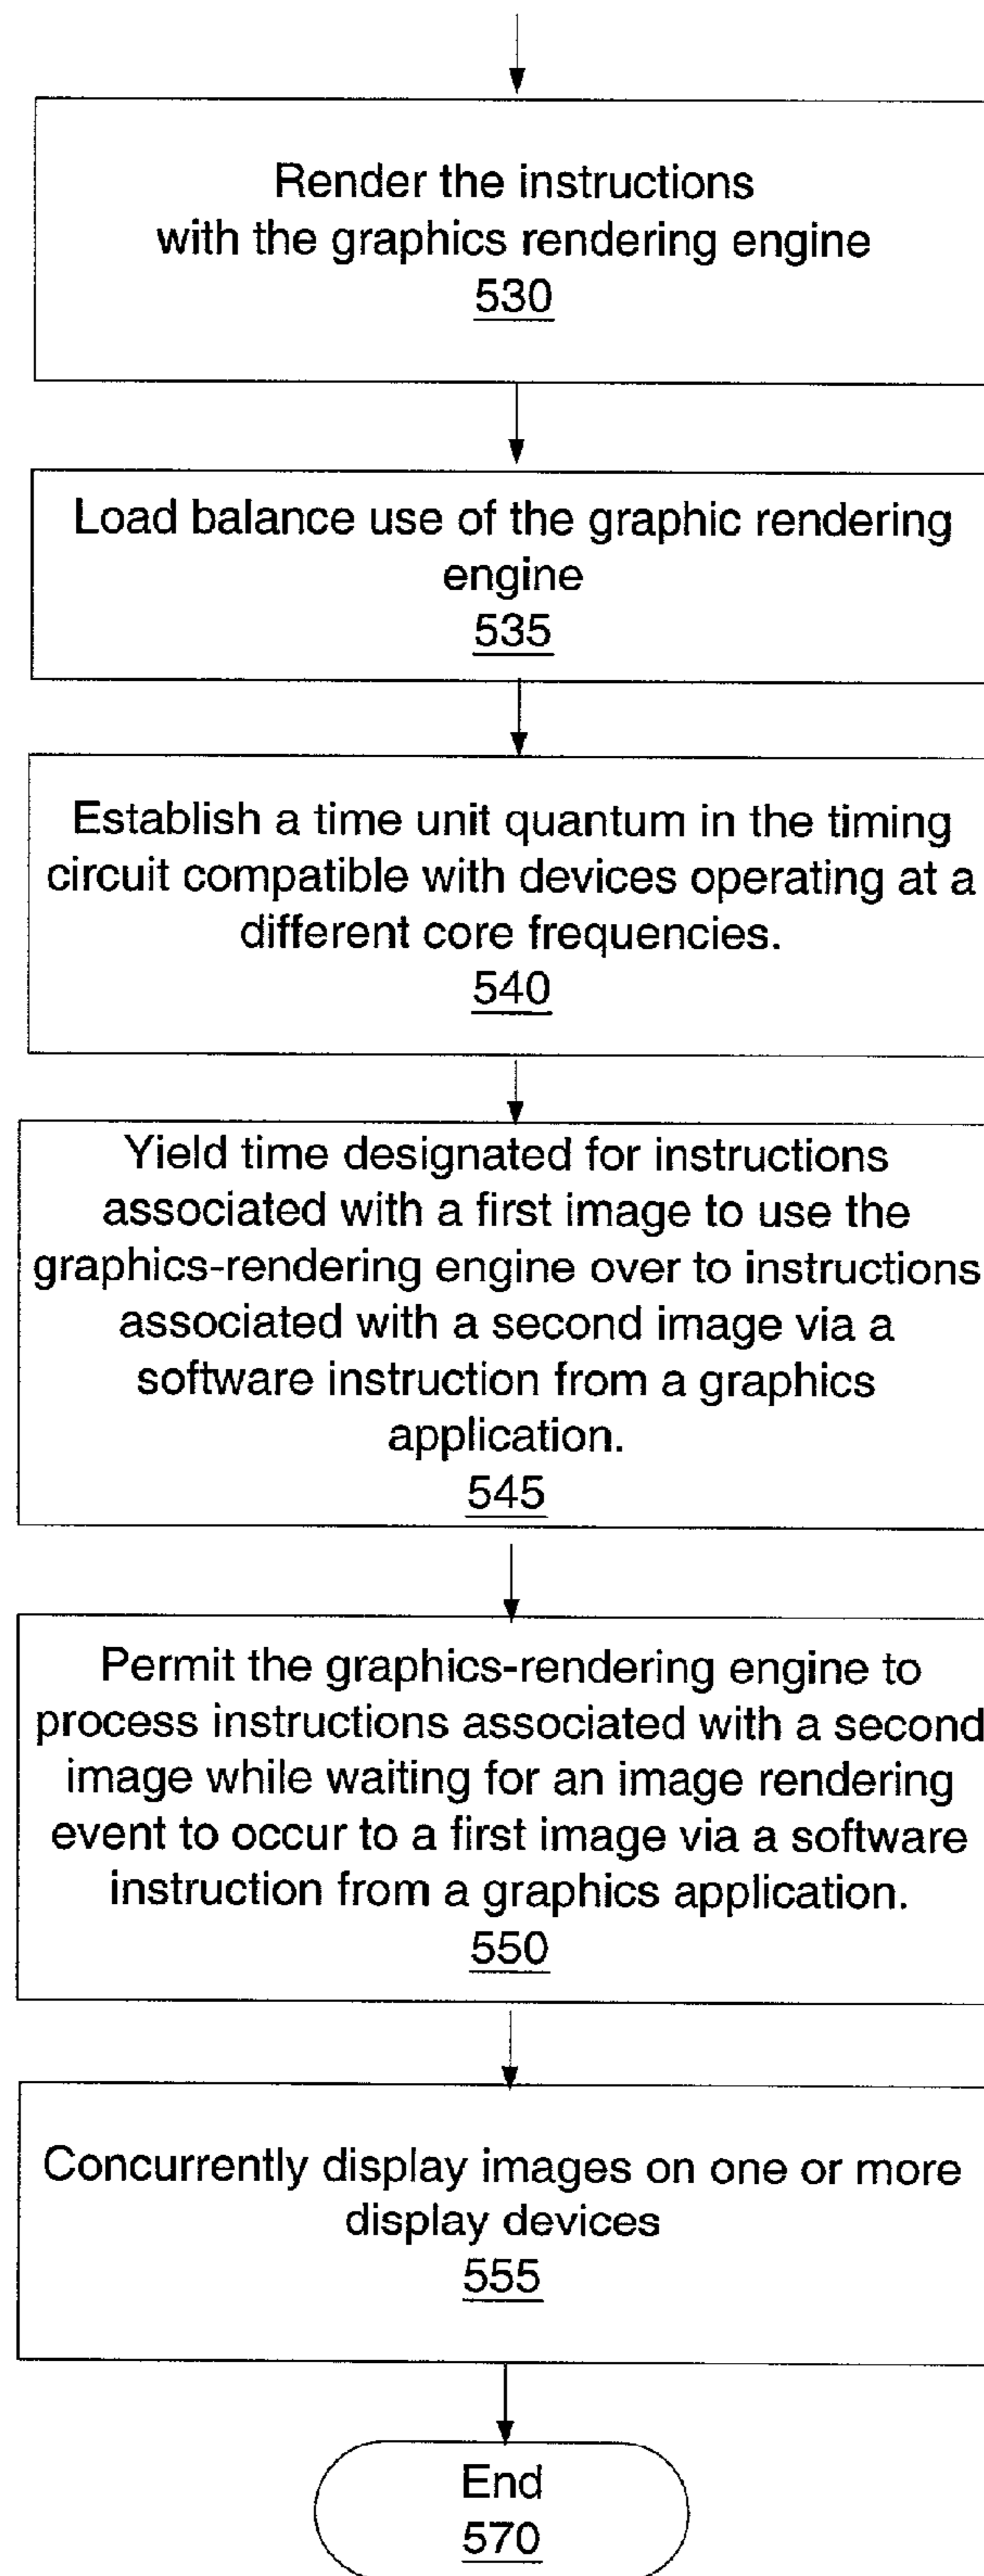 Render the instructions
with the graphics rendering engine
530
Load balance use of the graphic rendering
engine
535
Establish a time unit quantum in the timing
circuit compatible with devices operating at a
different core frequencies.
540
Yield time designated for instructions
associated with a first image to use the
graphics-rendering engine over to instructions
associated with a second image via a
software instruction from a graphics
application.
545
Permit the graphics-rendering engine to
process instructions associated with a second
image while waiting for an image rendering
event to occur to a first image via a software
instruction from a graphics application.
550
Concurrently display images on one or more
display devices
555
End
570